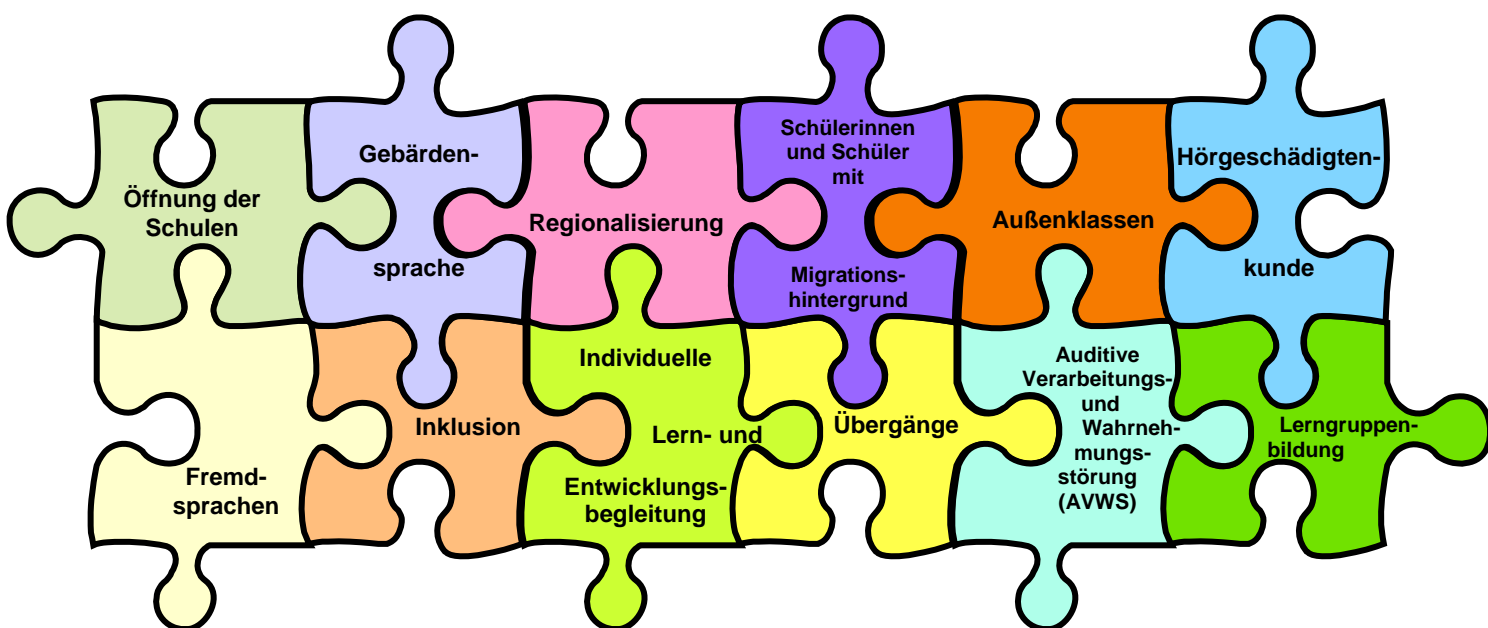 Öffnung der
Schulen
Gebärden-
sprache
Regionalisierung
Schülerinnen
und Schüler
mit
Migrations-
hintergrund
Außenklassen
Hörgeschädigten-
kunde
Fremd-
sprachen
Inklusion
Individuelle
Lern- und
Entwicklungs-
begleitung
Übergänge
Auditive
Verarbeitungs-
und
Wahrneh-
mungs-
störung
(AVWS)
Lerngruppen-
bildung